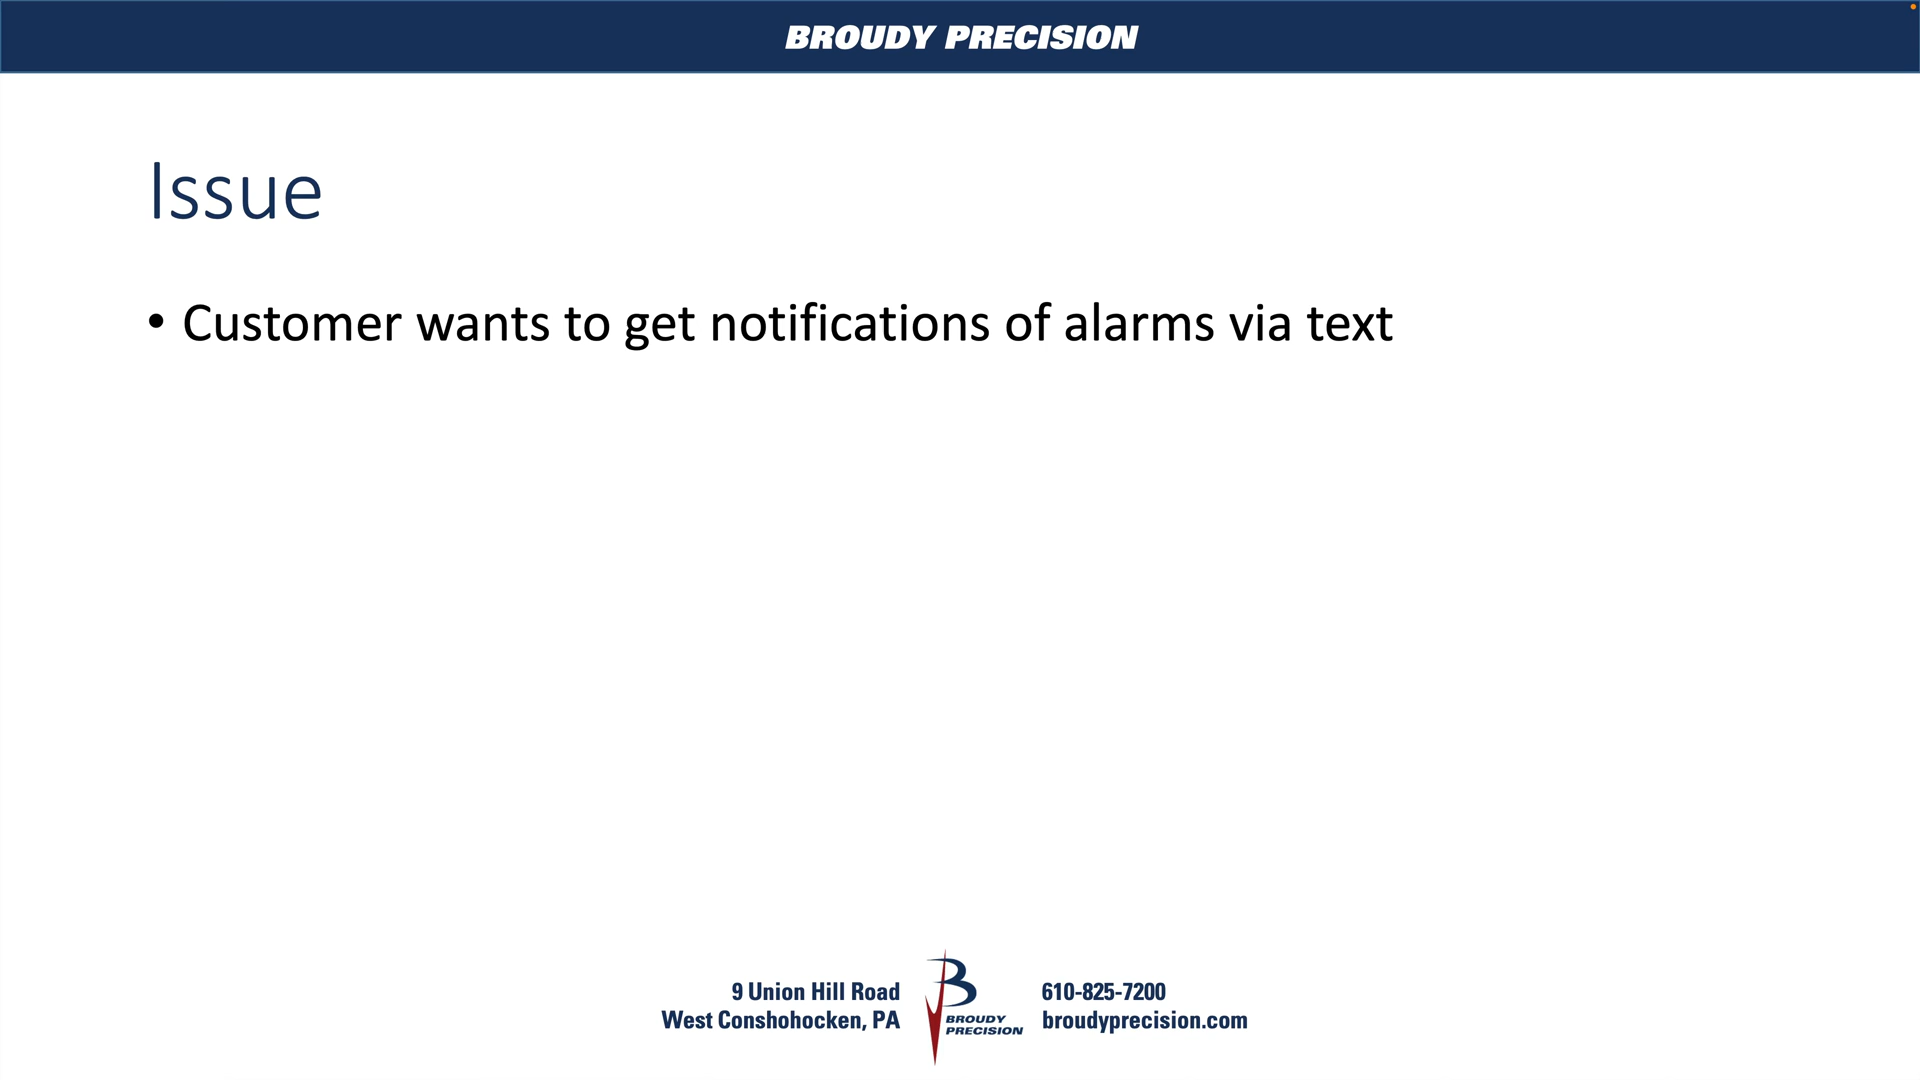 BROUDY PRECISION
Issue
• Customer wants to get notifications of alarms via text
9 Union Hill Road
West Conshohocken, PA
B
BROUDY
PRECISION
610-825-7200
broudyprecision.com